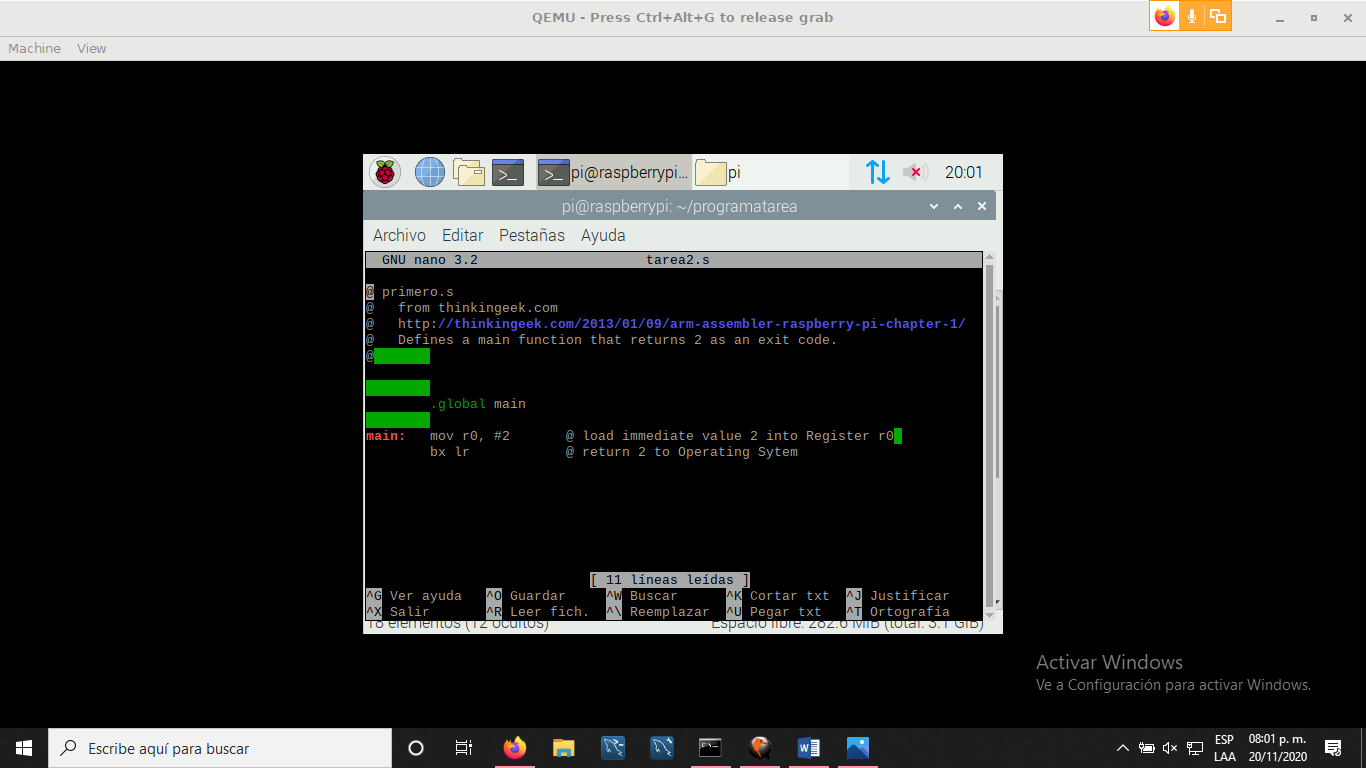 QEMU - Press Ctrl+Alt+G to release grab
Machine View
pi@raspberrypi... pi 20:01
pi@raspberrypi: ~/programatarea
Archivo Editar Pestañas Ayuda
GNU nano 3.2 tarea2.s
@ primero.s
@ from thinkingeek.com
@ http://thinkingeek.com/2013/01/09/arm-assembler-raspberry-pi-chapter-1/
@ Defines a main function that returns 2 as an exit code.
@
.global main
main: mov r0, #2 @ load immediate value 2 into Register r0
bx lr @ return 2 to Operating Sytem
[ 11 líneas leídas ]
^G Ver ayuda ^O Guardar ^W Buscar ^K Cortar txt ^J Justificar
^X Salir ^R Leer fich. ^\ Reemplazar ^U Pegar txt ^T Ortografía
18 elementos (12 ocultos) Espacio libre: 282.6 MiB (total: 3.1 GiB)
Activar Windows
Ve a Configuración para activar Windows.
Escribe aquí para buscar
ESP 08:01 p. m.
LAA 20/11/2020